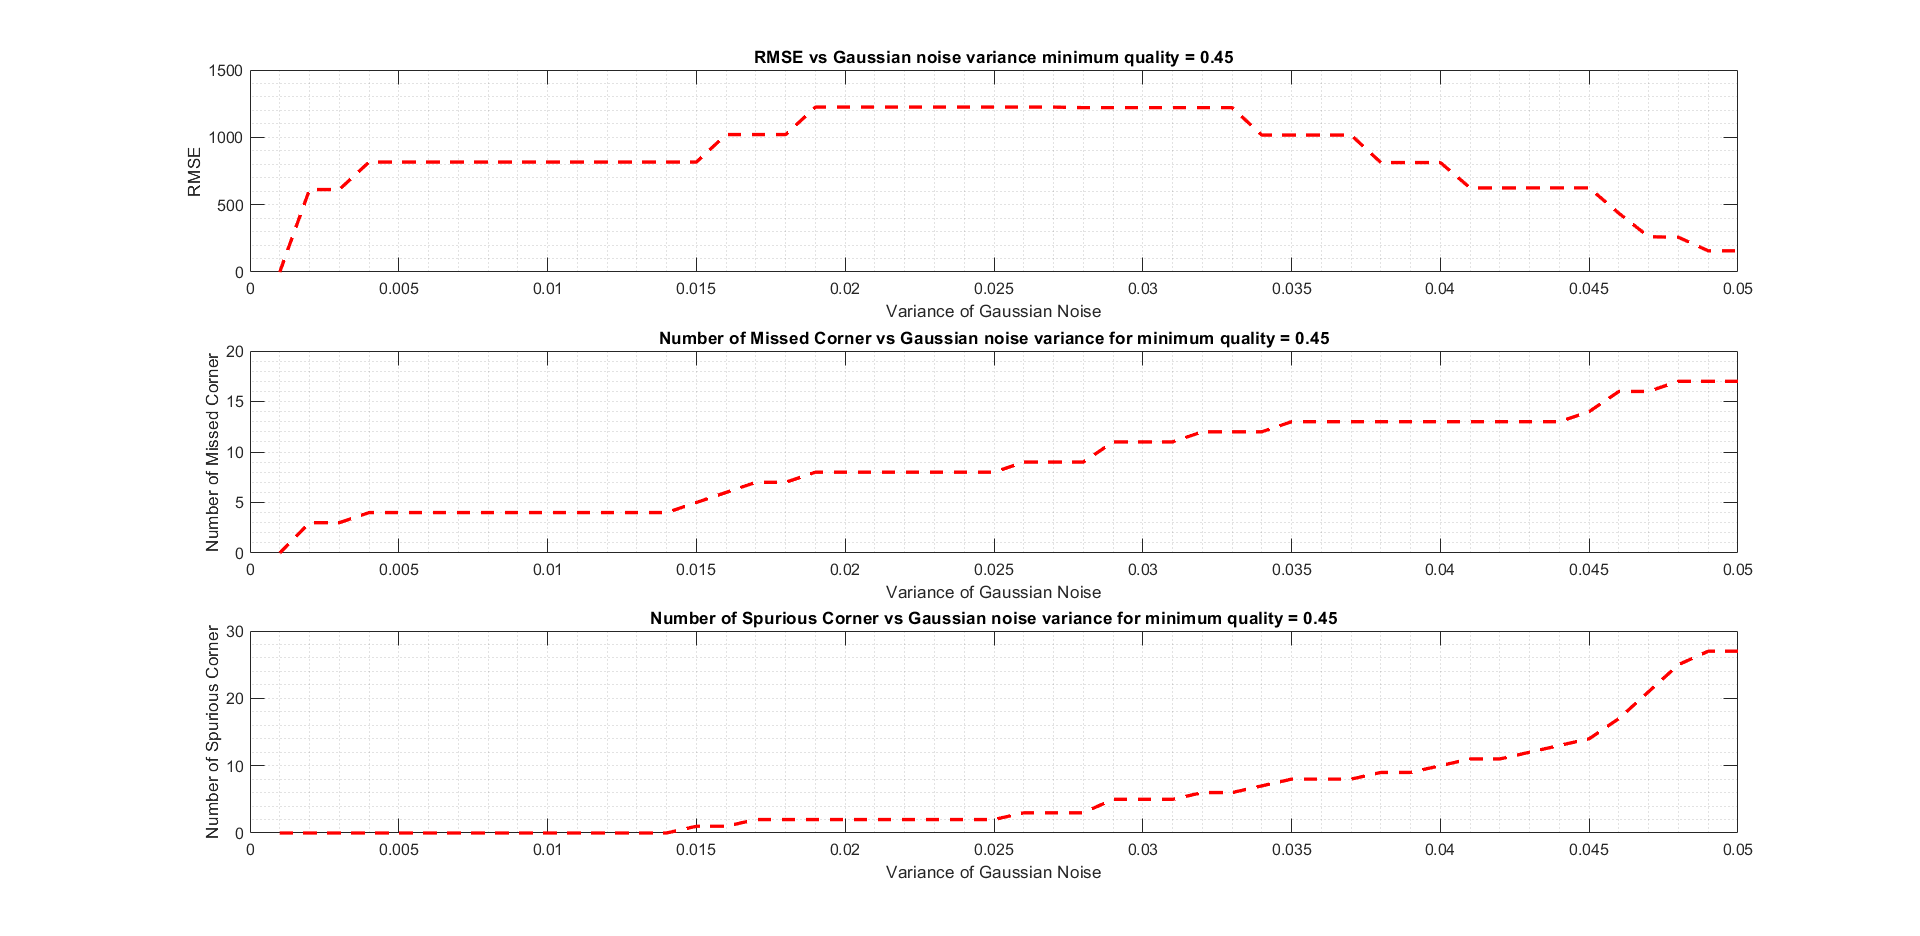 RMSE vs Gaussian noise variance minimum quality = 0.45
1500
1000
500
0
RMSE
0 0.005 0.01 0.015 0.02 0.025 0.03 0.035 0.04 0.045 0.05
Variance of Gaussian Noise
Number of Missed Corner vs Gaussian noise variance for minimum quality = 0.45
20
15
10
5
0
Number of Missed Corner
0 0.005 0.01 0.015 0.02 0.025 0.03 0.035 0.04 0.045 0.05
Variance of Gaussian Noise
Number of Spurious Corner vs Gaussian noise variance for minimum quality = 0.45
30
20
10
0
Number of Spurious Corner
0 0.005 0.01 0.015 0.02 0.025 0.03 0.035 0.04 0.045 0.05
Variance of Gaussian Noise